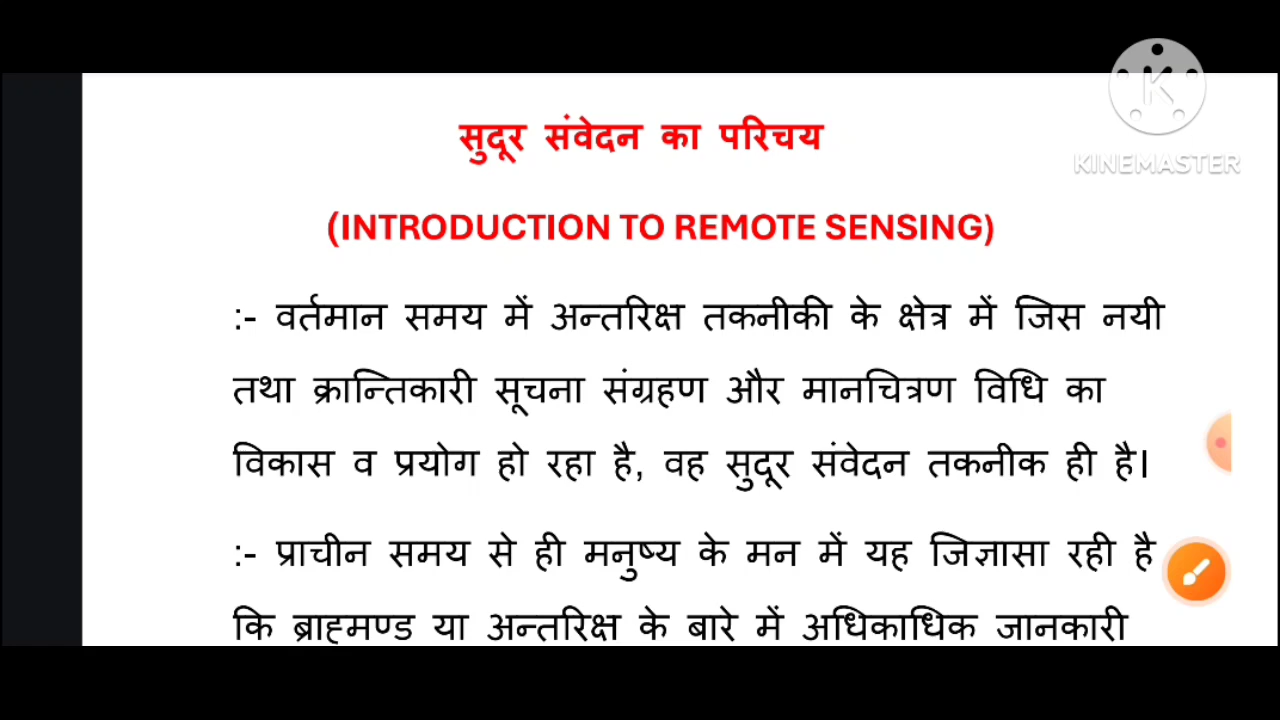 सुदूर संवेदन का परिचय
KINEMASTER
(INTRODUCTION TO REMOTE SENSING)
:- वर्तमान समय में अन्तरिक्ष तकनीकी के क्षेत्र में जिस नयी
तथा क्रान्तिकारी सूचना संग्रहण और मानचित्रण विधि का
विकास व प्रयोग हो रहा है, वह सुदूर संवेदन तकनीक ही है।
:- प्राचीन समय से ही मनुष्य के मन में यह जिज्ञासा रही है
कि ब्राह्मण्ड या अन्तरिक्ष के बारे में अधिकाधिक जानकारी